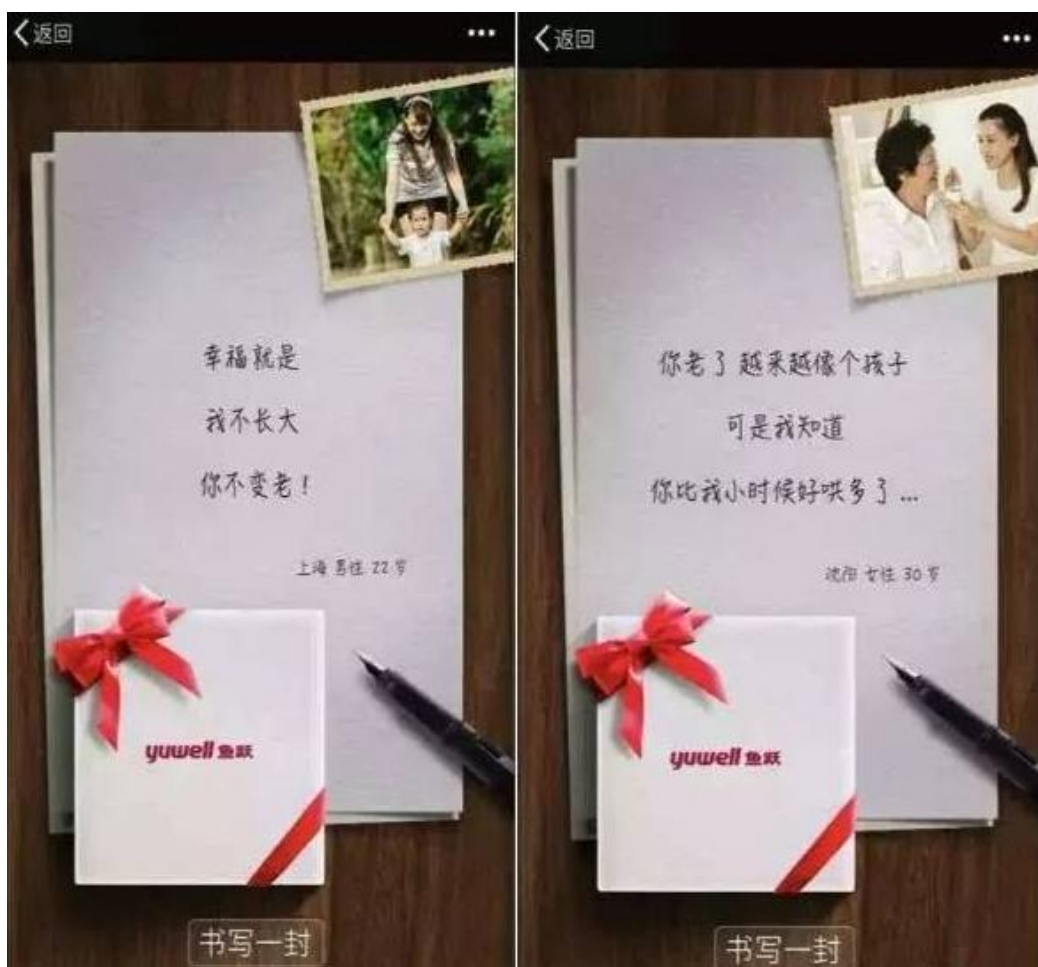 返回
幸福就是
我不长大
你不变老！
上海 男性 22岁
yuwell 鱼跃
书写一封
返回
你老了 越来越像个孩子
可是我知道
你比我小时候好哄多了...
沈阳 女性 30岁
yuwell 鱼跃
书写一封